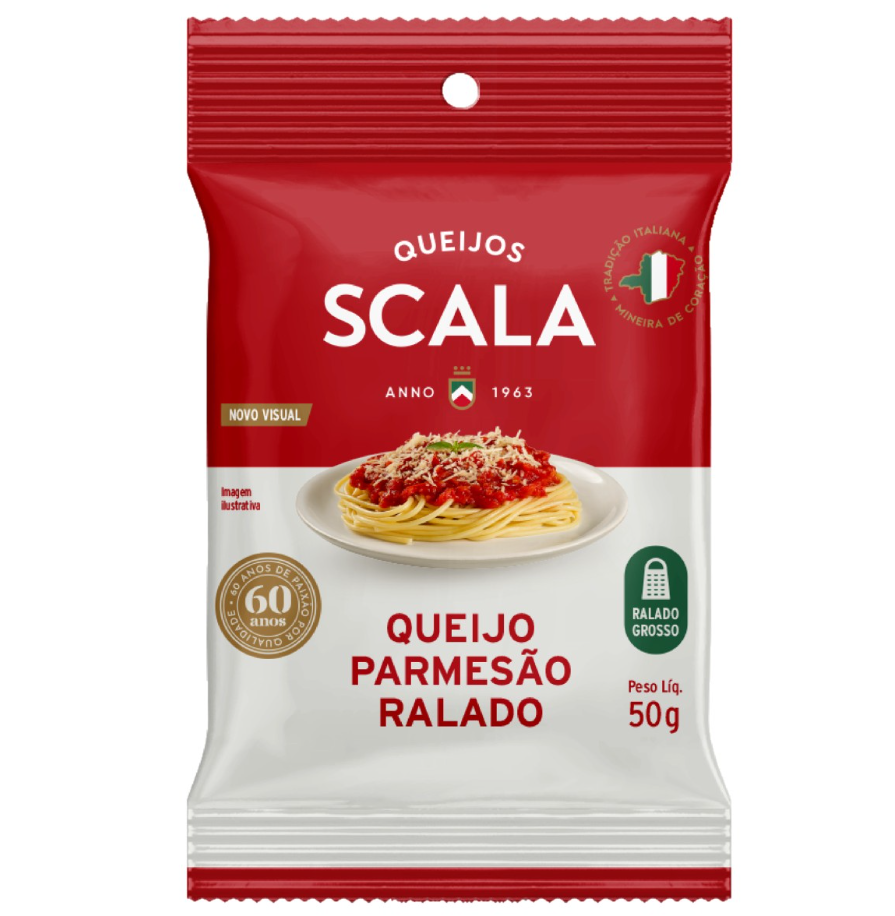 QUEIJOS
SCALA
ANNO 1963
TRADIÇÃO ITALIANA
MINEIRA DE CORAÇÃO
NOVO VISUAL
Imagem
ilustrativa
60 ANOS DE PAIXÃO POR QUALIDADE
60
anos
QUEIJO
PARMESÃO
RALADO
RALADO
GROSSO
Peso Líq.
50g